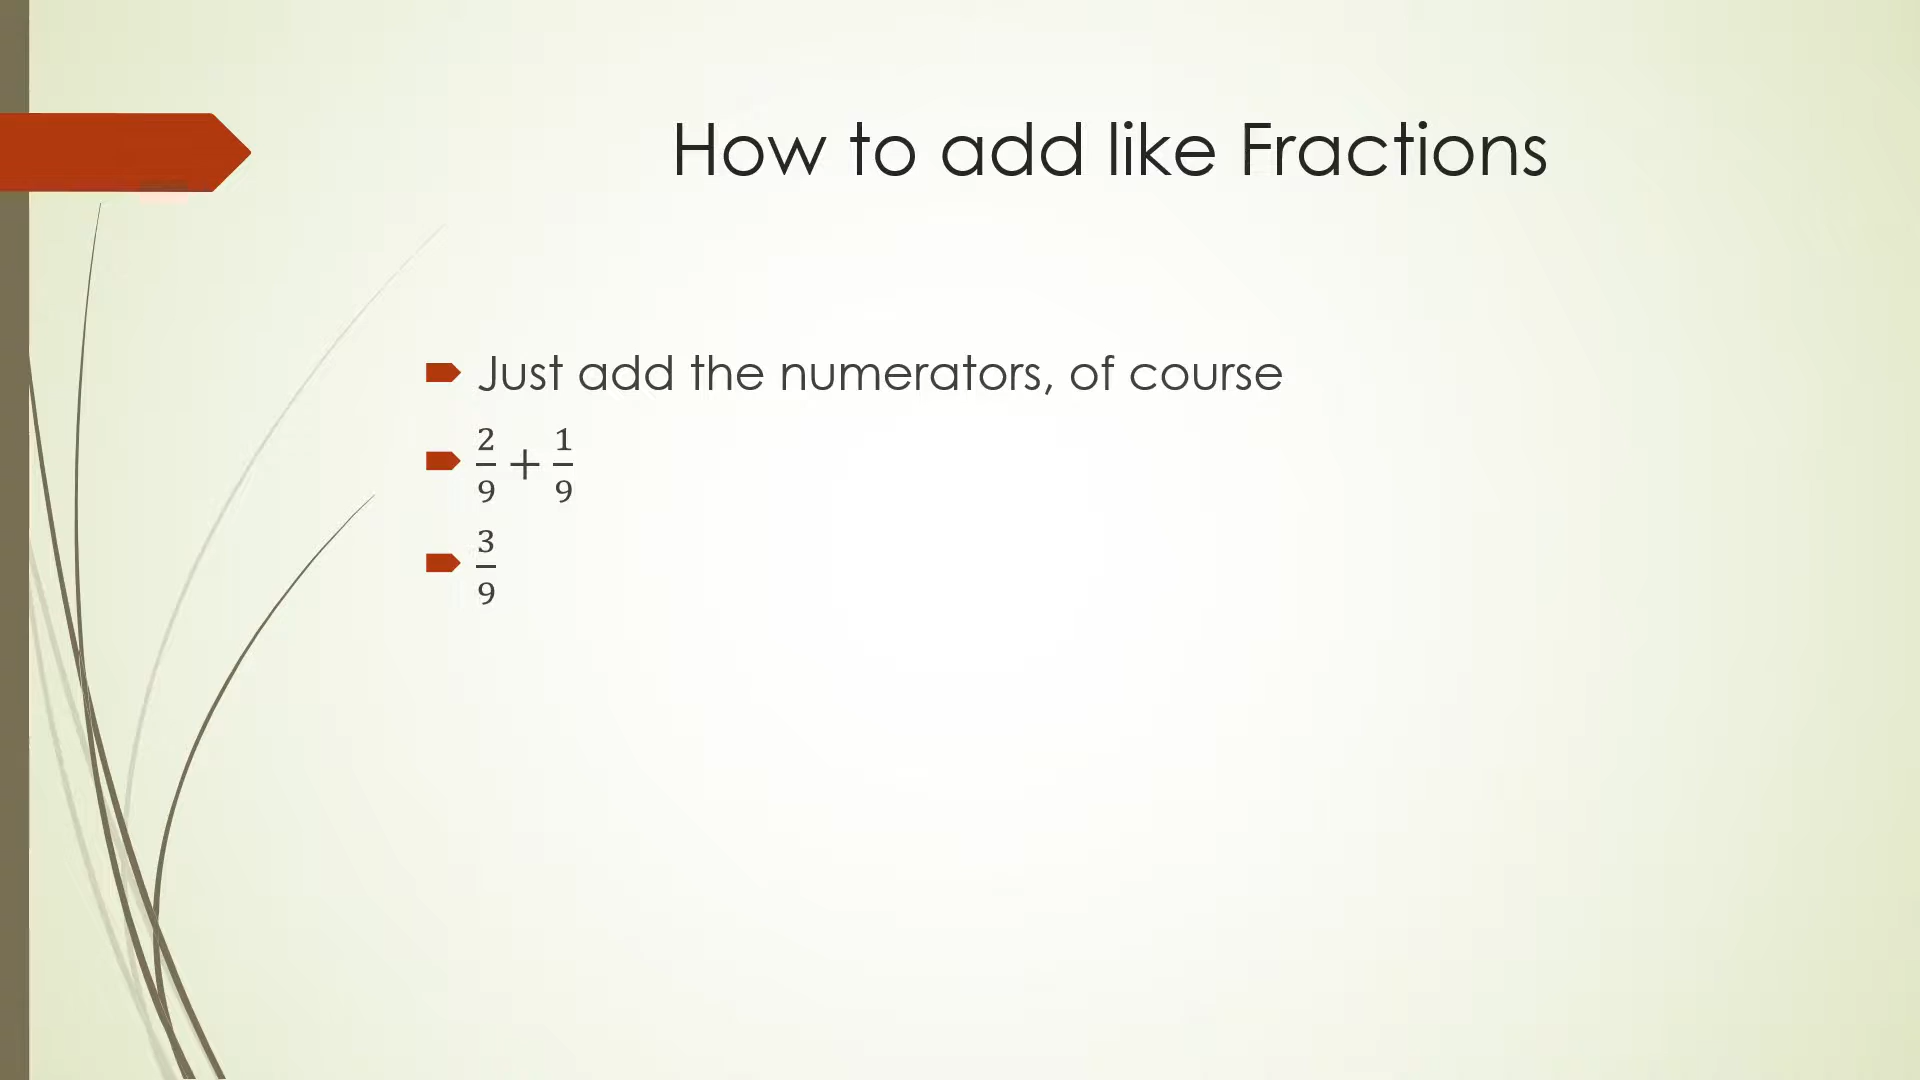 How to add like Fractions
Just add the numerators, of course
2/9 + 1/9
3/9